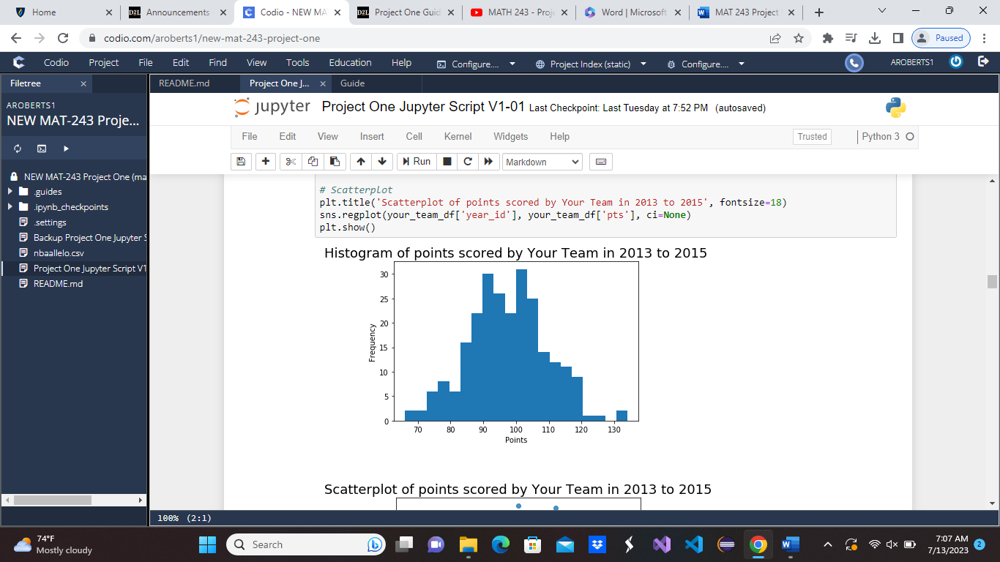 Home
D2L Announcements
Codio - NEW MA
D2L Project One Guid
MATH 243 - Proje
Word | Microsoft
MAT 243 Project
codio.com/aroberts1/new-mat-243-project-one
Paused
Codio Project File Edit Find View Tools Education Help Configure.... Project Index (static) Configure.... AROBERTS1
Filetree
README.md Project One J... Guide
AROBERTS1
NEW MAT-243 Proje...
NEW MAT-243 Project One (ma
.guides
.ipynb_checkpoints
.settings
Backup Project One Jupyter S
nbaallelo.csv
Project One Jupyter Script V1
README.md
jupyter Project One Jupyter Script V1-01 Last Checkpoint: Last Tuesday at 7:52 PM (autosaved)
File Edit View Insert Cell Kernel Widgets Help Trusted Python 3
Run Markdown
# Scatterplot
plt.title('Scatterplot of points scored by Your Team in 2013 to 2015', fontsize=18)
sns.regplot(your_team_df['year_id'], your_team_df['pts'], ci=None)
plt.show()
Histogram of points scored by Your Team in 2013 to 2015
30
25
20
15
10
5
0
Frequency
70 80 90 100 110 120 130
Points
Scatterplot of points scored by Your Team in 2013 to 2015
100% (2:1)
74°F
Mostly cloudy
Search
7:07 AM
7/13/2023
2